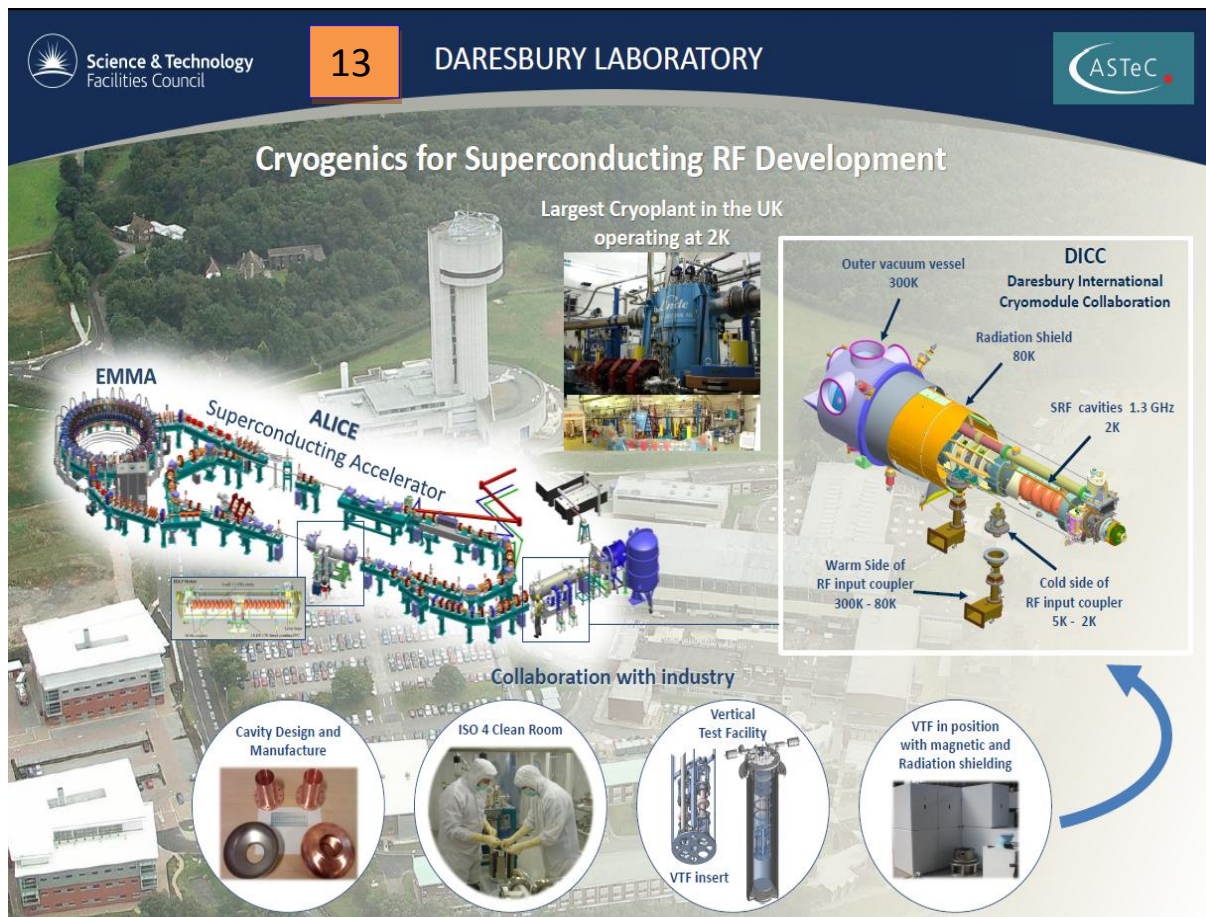 Science & Technology
Facilities Council
13
DARESBURY LABORATORY
ASTeC
Cryogenics for Superconducting RF Development
Largest Cryoplant in the UK
operating at 2K
DICC
Daresbury International
Cryomodule Collaboration
Outer vacuum vessel
300K
Radiation Shield
80K
SRF cavities 1.3 GHz
2K
EMMA
ALICE
Superconducting Accelerator
Warm Side of
RF input coupler
300K - 80K
Cold side of
RF input coupler
5K - 2K
Collaboration with industry
Cavity Design and
Manufacture
ISO 4 Clean Room
Vertical
Test Facility
VTF insert
VTF in position
with magnetic and
Radiation shielding